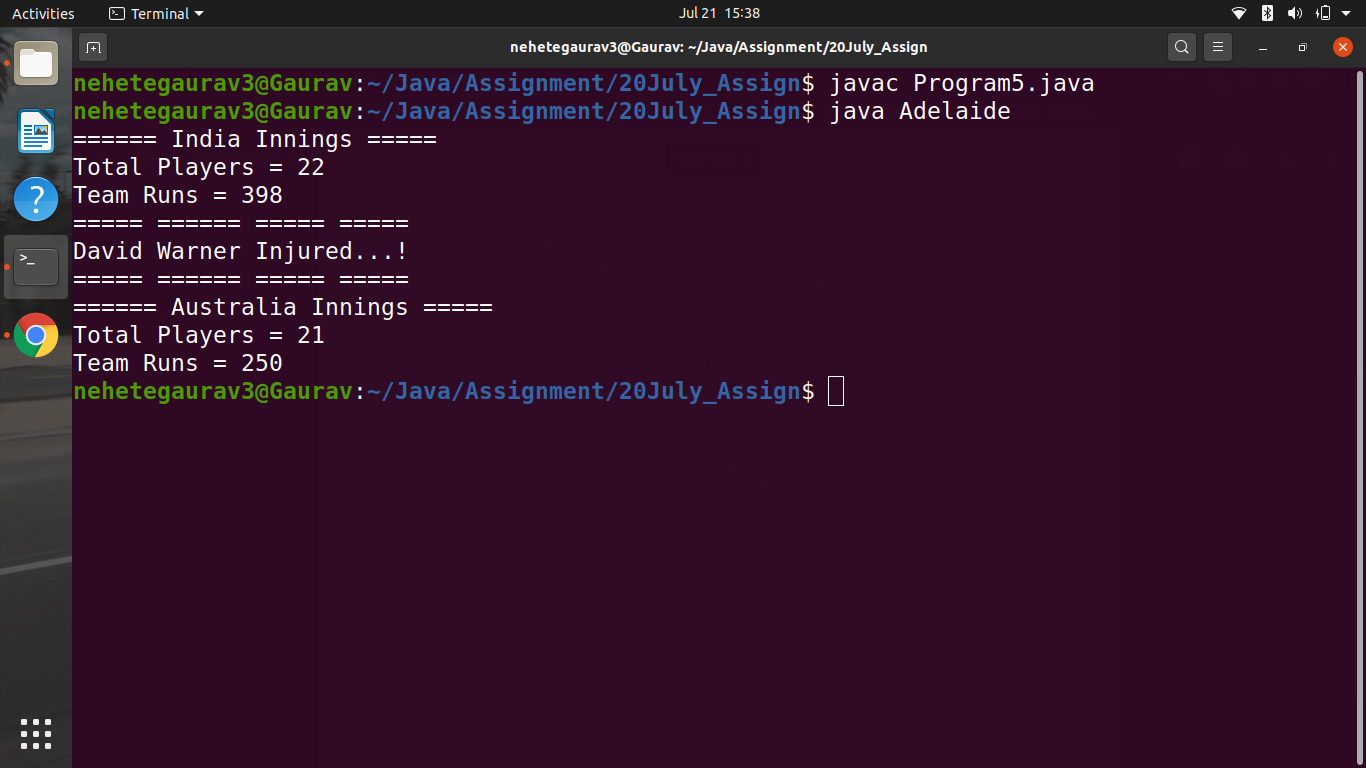 Activities Terminal Jul 21 15:38
nehetegaurav3@Gaurav: ~/Java/Assignment/20July_Assign
nehetegaurav3@Gaurav:~/Java/Assignment/20July_Assign$ javac Program5.java
nehetegaurav3@Gaurav:~/Java/Assignment/20July_Assign$ java Adelaide
====== India Innings =====
Total Players = 22
Team Runs = 398
===== ====== ===== =====
David Warner Injured...!
===== ====== ===== =====
====== Australia Innings =====
Total Players = 21
Team Runs = 250
nehetegaurav3@Gaurav:~/Java/Assignment/20July_Assign$